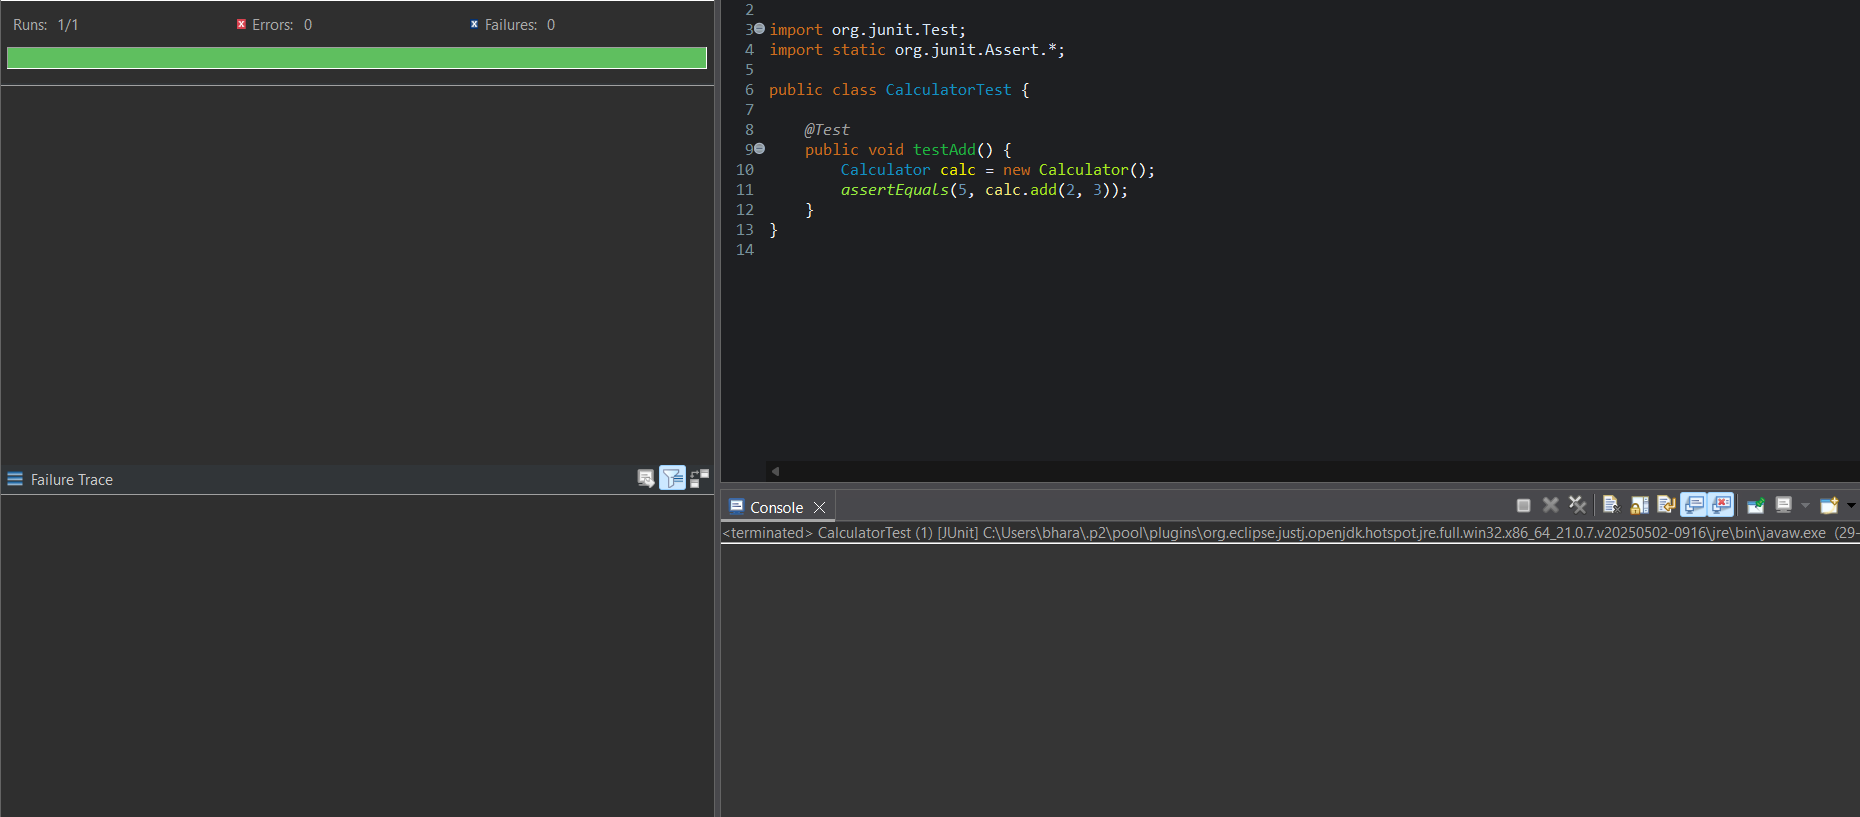 Runs: 1/1 Errors: 0 Failures: 0
Failure Trace
2
3 import org.junit.Test;
4 import static org.junit.Assert.*;
5
6 public class CalculatorTest {
7
8 @Test
9 public void testAdd() {
10 Calculator calc = new Calculator();
11 assertEquals(5, calc.add(2, 3));
12 }
13 }
14
Console
<terminated> CalculatorTest (1) [JUnit] C:\Users\bhara\.p2\pool\plugins\org.eclipse.justj.openjdk.hotspot.jre.full.win32.x86_64_21.0.7.v20250502-0916\jre\bin\javaw.exe (29-